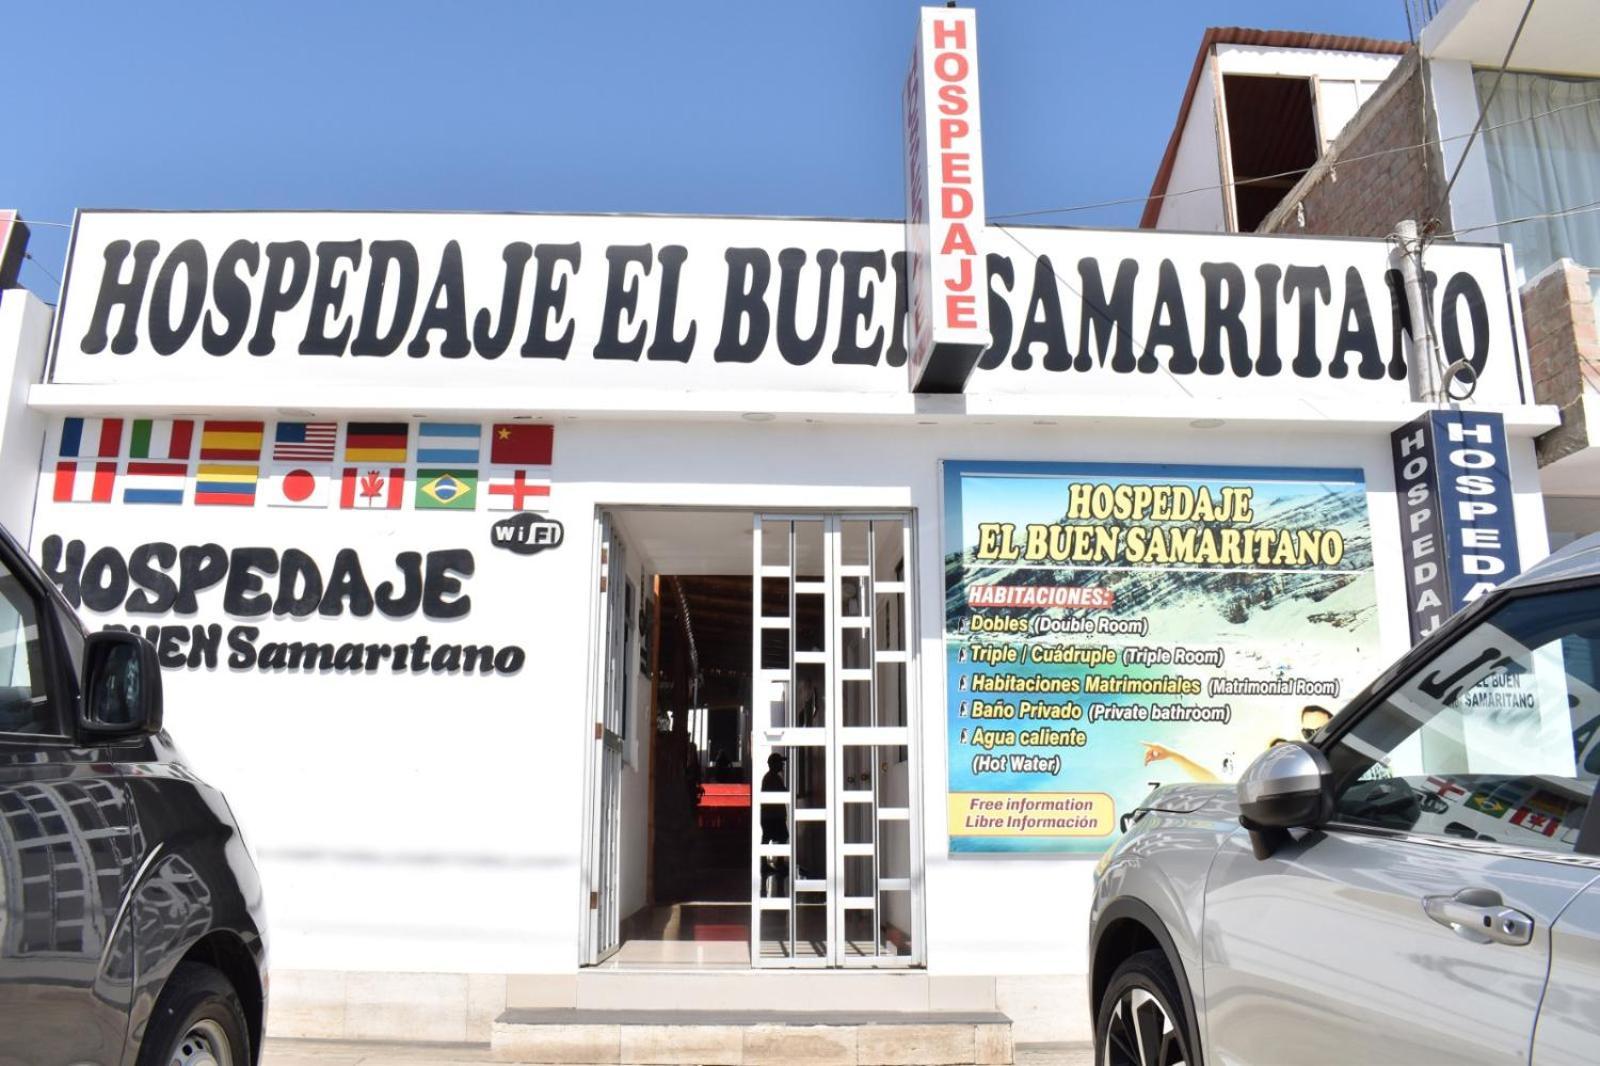 HOSPEDAJE
HOSPEDAJE EL BUEN SAMARITANO
WiFi
HOSPEDAJE
BUEN Samaritano
HOSPEDAJE
EL BUEN SAMARITANO
HABITACIONES:
Dobles (Double Room)
Triple / Cuádruple (Triple Room)
Habitaciones Matrimoniales (Matrimonial Room)
Baño Privado (Private bathroom)
Agua caliente
(Hot Water)
Free information
Libre Información
HOSPEDAJ
HOSPEDA
EL BUEN
SAMARITANO